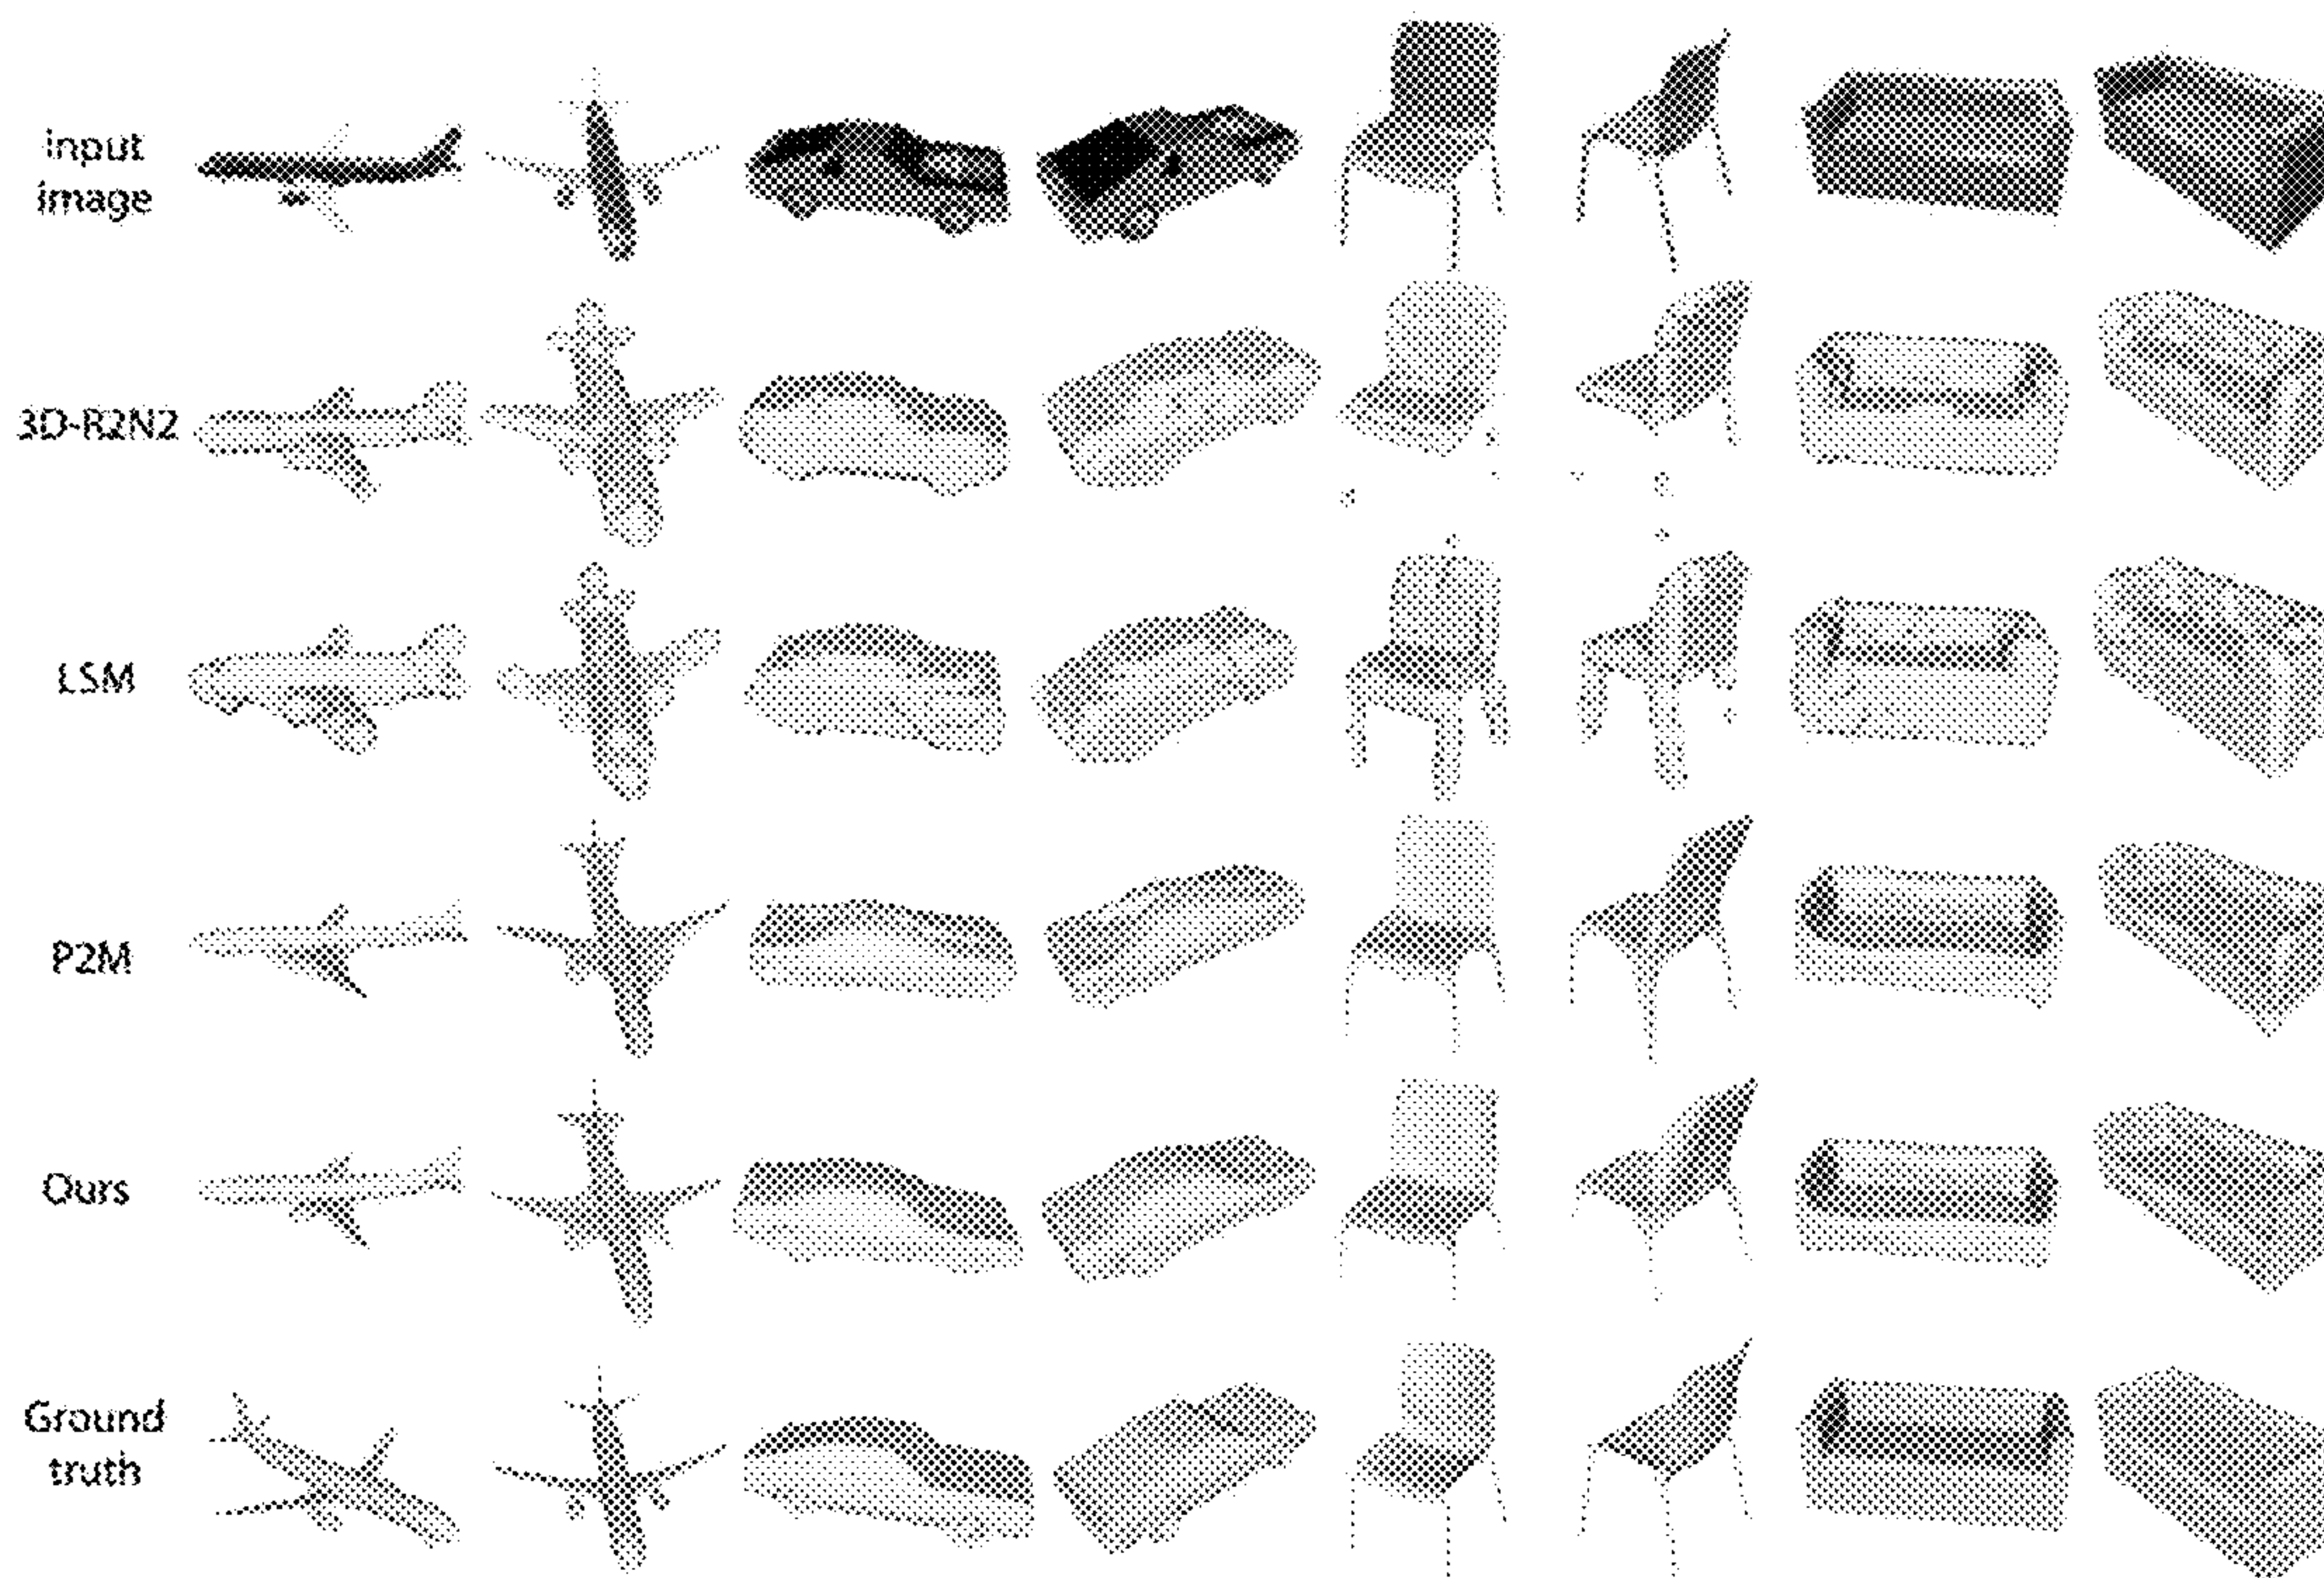 input
image
3D-R2N2
LSM
P2M
Ours
Ground
truth